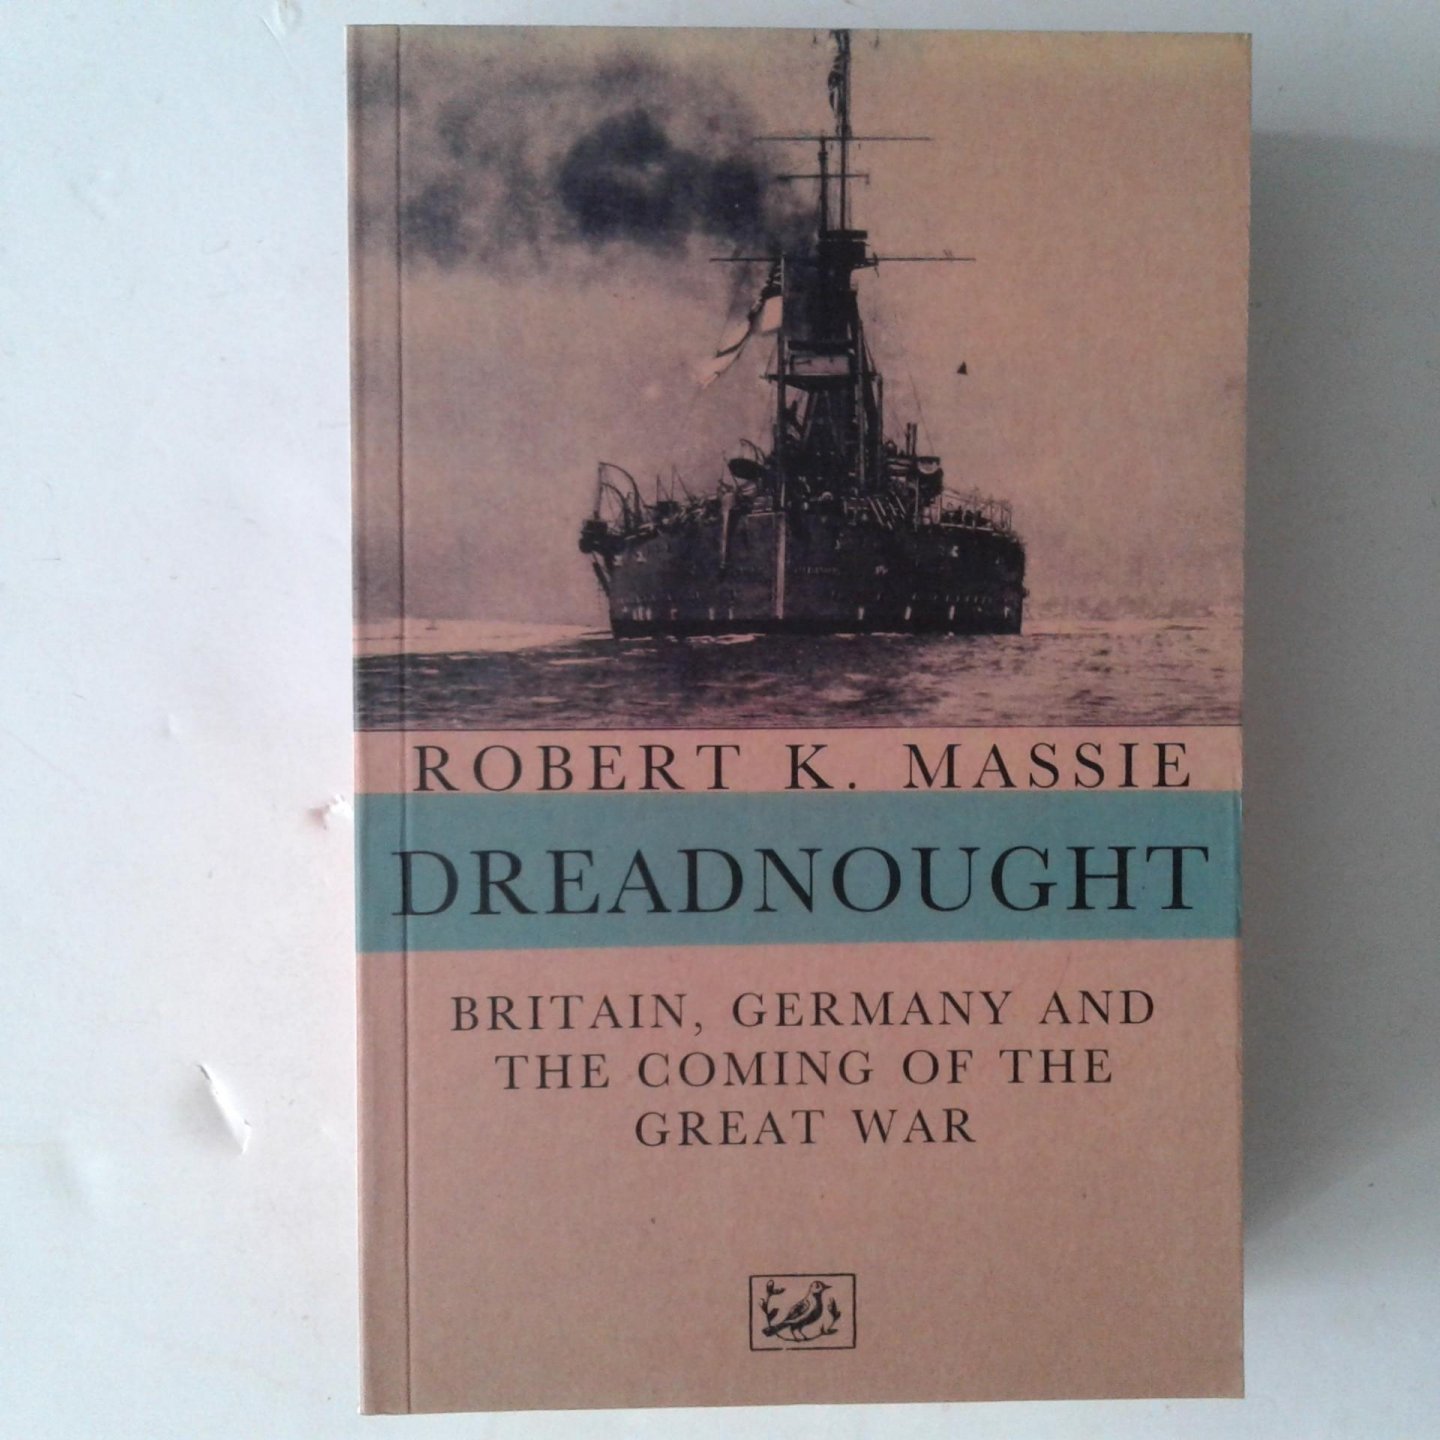 ROBERT K. MASSIE
DREADNOUGHT
BRITAIN, GERMANY AND
THE COMING OF THE
GREAT WAR